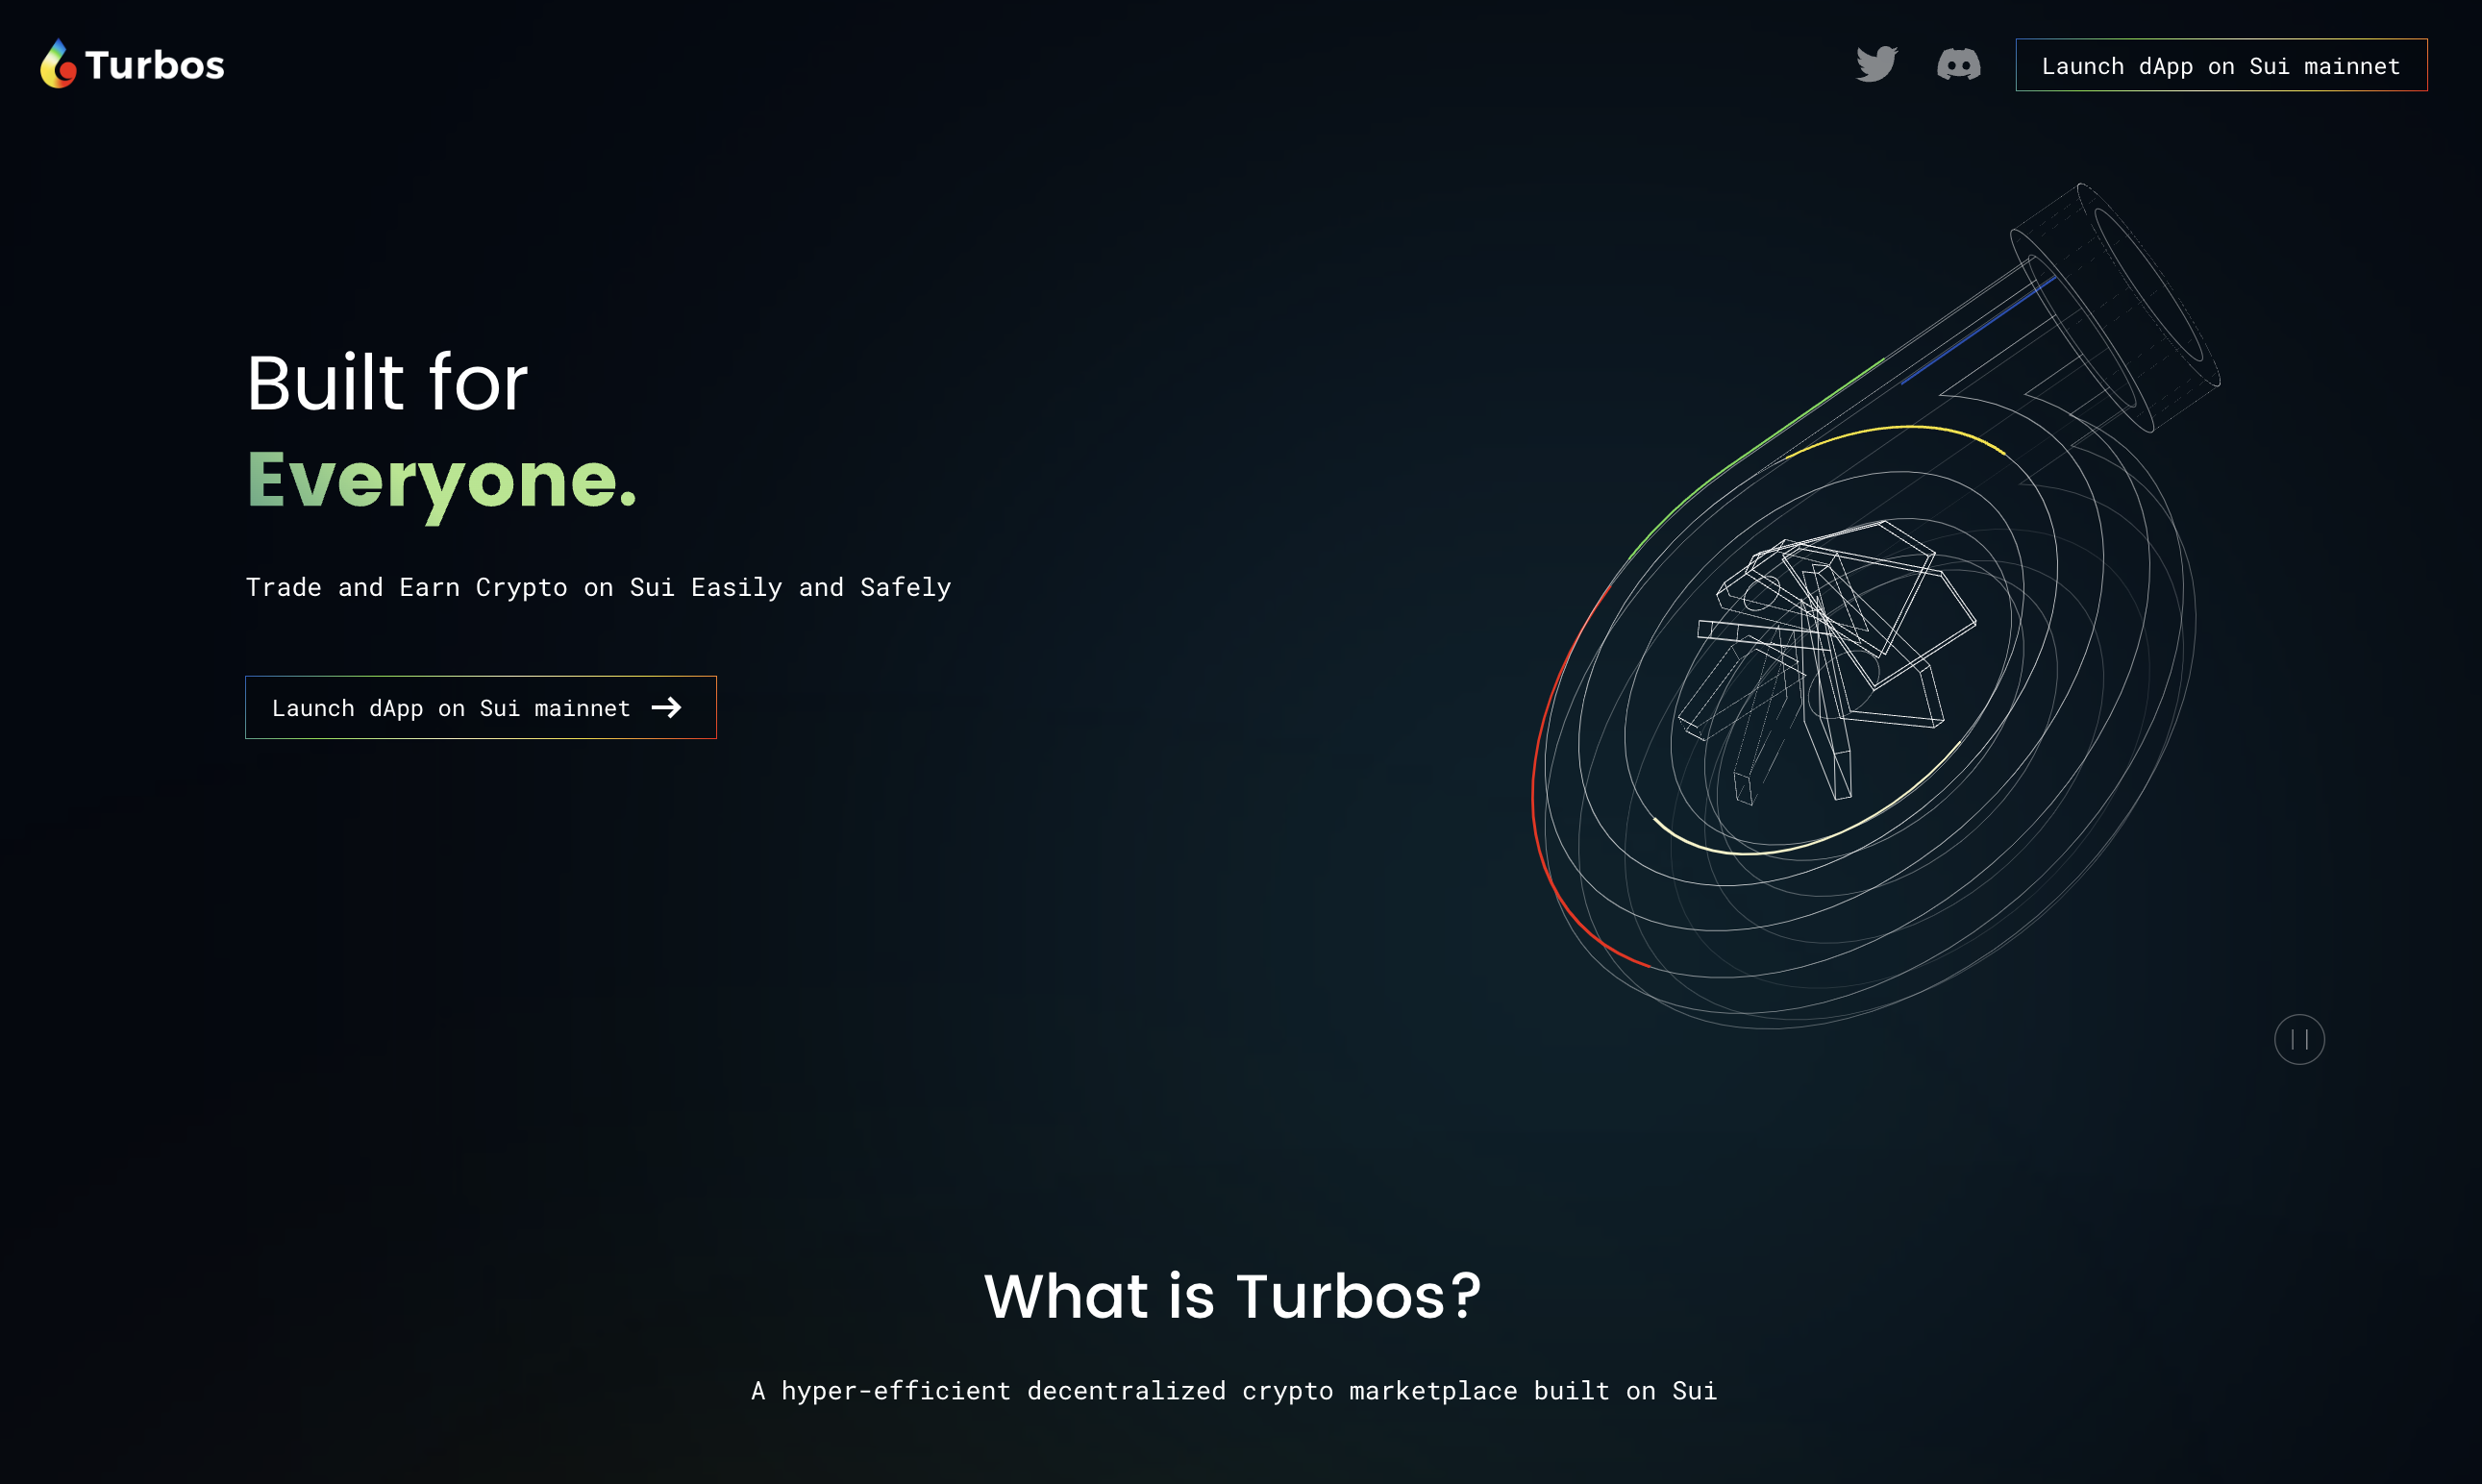 Turbos
Launch dApp on Sui mainnet
Built for
Everyone.
Trade and Earn Crypto on Sui Easily and Safely
Launch dApp on Sui mainnet
What is Turbos?
A hyper-efficient decentralized crypto marketplace built on Sui